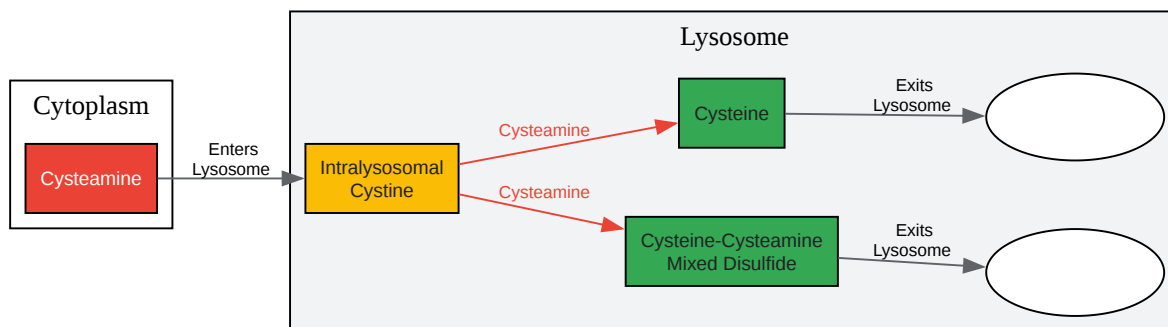 Lysosome
Cytoplasm
Cysteamine
Enters
Lysosome
Intralysosomal
Cystine
Cysteamine
Cysteamine
Cysteine
Cysteine-Cysteamine
Mixed Disulfide
Exits
Lysosome
Exits
Lysosome